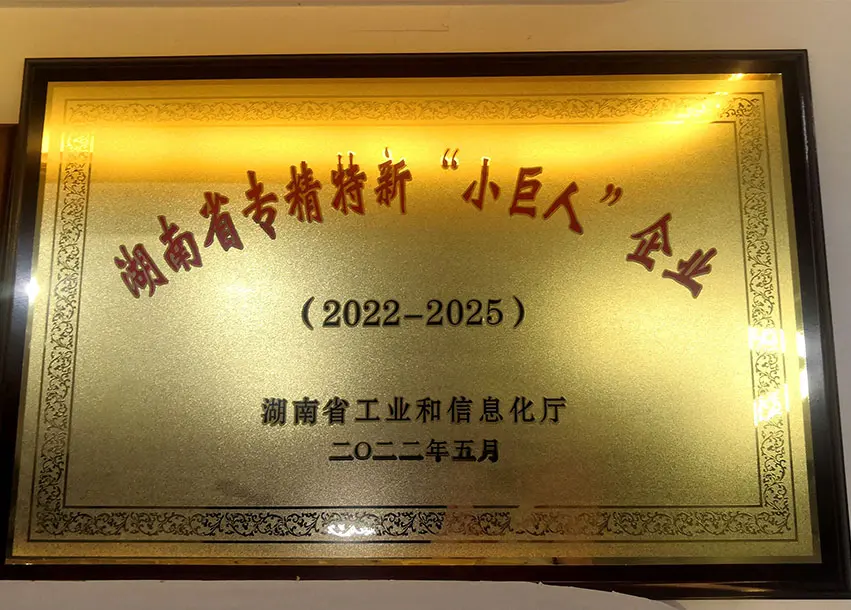 湖南省专精特新“小巨人”企业
（2022-2025）
湖南省工业和信息化厅
二〇二二年五月